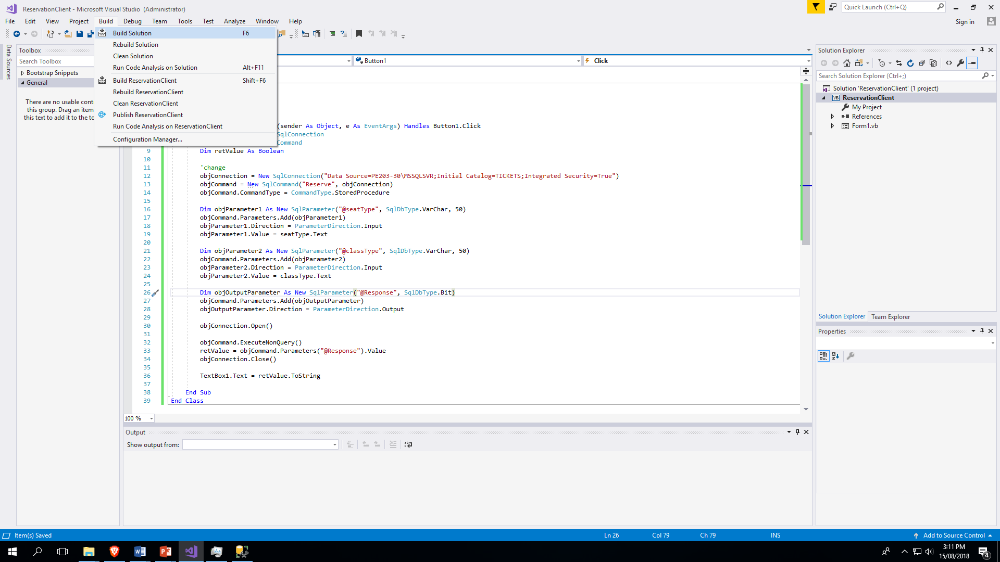 ReservationClient - Microsoft Visual Studio (Administrator)
Quick Launch (Ctrl+Q)
File Edit View Project Build Debug Team Tools Test Analyze Window Help
Sign in
Build Solution F6
Rebuild Solution
Clean Solution
Run Code Analysis on Solution Alt+F11
Build ReservationClient Shift+F6
Rebuild ReservationClient
Clean ReservationClient
Publish ReservationClient
Run Code Analysis on ReservationClient
Configuration Manager...
Data Sources
Toolbox
Search Toolbox
Bootstrap Snippets
General
There are no usable cont
this group. Drag an item
this text to add it to the to
Button1
Click
(sender As Object, e As EventArgs) Handles Button1.Click
SqlConnection
Command
9 Dim retValue As Boolean
10
11 'change
12 objConnection = New SqlConnection("Data Source=PE203-30\MSSQLSVR;Initial Catalog=TICKETS;Integrated Security=True")
13 objCommand = New SqlCommand("Reserve", objConnection)
14 objCommand.CommandType = CommandType.StoredProcedure
15
16 Dim objParameter1 As New SqlParameter("@seatType", SqlDbType.VarChar, 50)
17 objCommand.Parameters.Add(objParameter1)
18 objParameter1.Direction = ParameterDirection.Input
19 objParameter1.Value = seatType.Text
20
21 Dim objParameter2 As New SqlParameter("@classType", SqlDbType.VarChar, 50)
22 objCommand.Parameters.Add(objParameter2)
23 objParameter2.Direction = ParameterDirection.Input
24 objParameter2.Value = classType.Text
25
26 Dim objOutputParameter As New SqlParameter("@Response", SqlDbType.Bit)
27 objCommand.Parameters.Add(objOutputParameter)
28 objOutputParameter.Direction = ParameterDirection.Output
29
30 objConnection.Open()
31
32 objCommand.ExecuteNonQuery()
33 retValue = objCommand.Parameters("@Response").Value
34 objConnection.Close()
35
36 TextBox1.Text = retValue.ToString
37
38 End Sub
39 End Class
100 %
Output
Show output from:
Solution Explorer
Search Solution Explorer (Ctrl+;)
Solution 'ReservationClient' (1 project)
VB ReservationClient
My Project
References
Form1.vb
Solution Explorer Team Explorer
Properties
Item(s) Saved
Ln 26 Col 79 Ch 79 INS
Add to Source Control
3:11 PM
15/08/2018
4